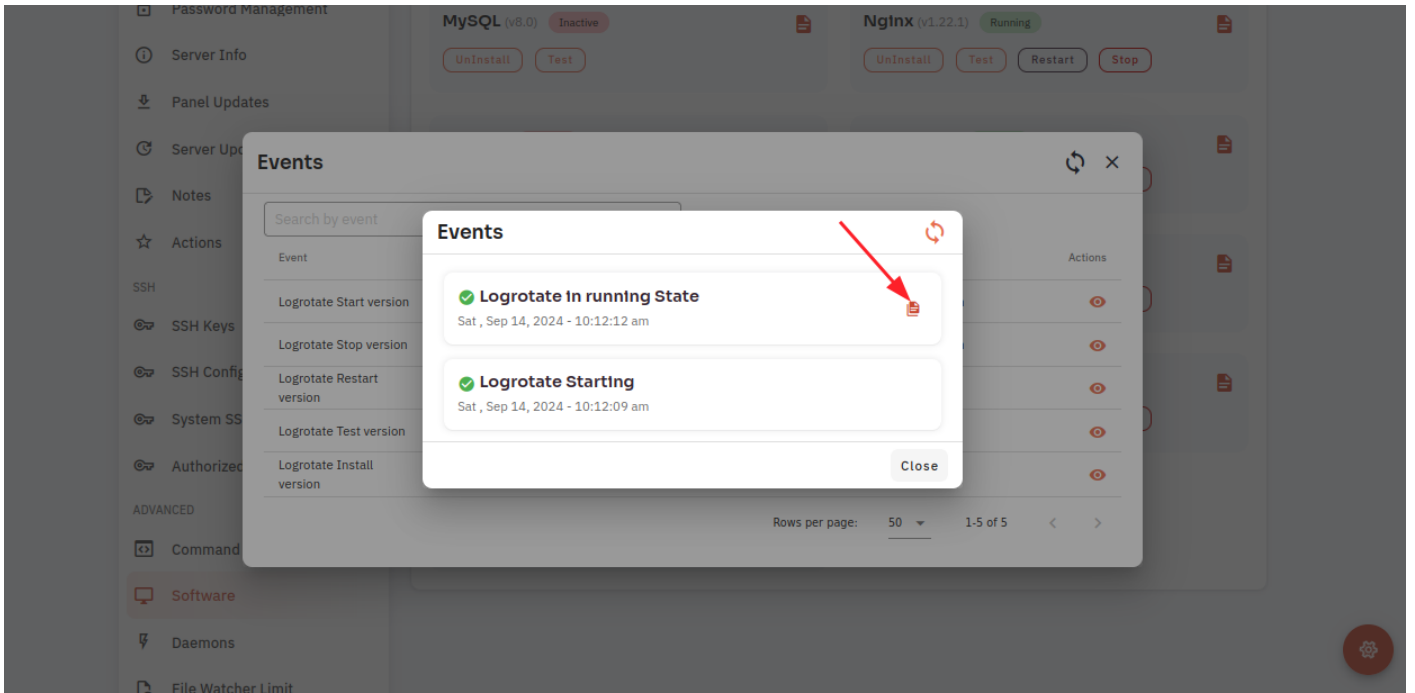 Password Management
Server Info
Panel Updates
Server Upd
Notes
Actions
SSH
SSH Keys
SSH Config
System SS
Authorized
ADVANCED
Command
Software
Daemons
File Watcher Limit
MySQL (v8.0) Inactive
UnInstall Test
Nginx (v1.22.1) Running
UnInstall Test Restart Stop
Events
Search by event
Event Actions
Logrotate Start version
Logrotate Stop version
Logrotate Restart
version
Logrotate Test version
Logrotate Install
version
Rows per page: 50 1-5 of 5
Events
Logrotate in running State
Sat , Sep 14, 2024 - 10:12:12 am
Logrotate Starting
Sat , Sep 14, 2024 - 10:12:09 am
Close